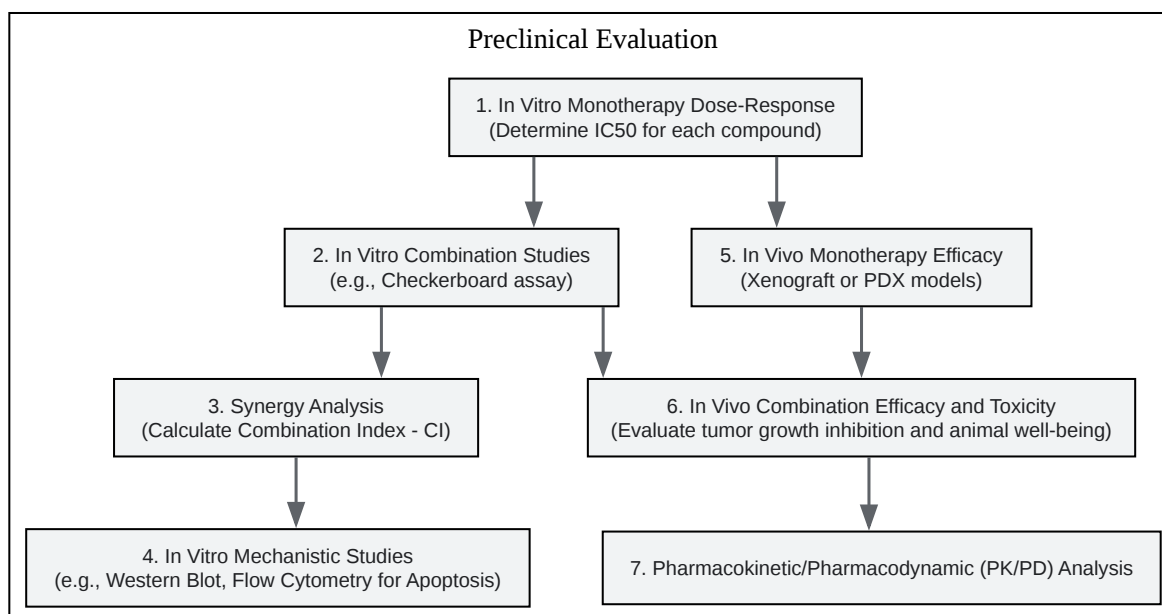 Preclinical Evaluation
1. In Vitro Monotherapy Dose-Response
(Determine IC50 for each compound)
2. In Vitro Combination Studies
(e.g., Checkerboard assay)
5. In Vivo Monotherapy Efficacy
(Xenograft or PDX models)
3. Synergy Analysis
(Calculate Combination Index - CI)
6. In Vivo Combination Efficacy and Toxicity
(Evaluate tumor growth inhibition and animal well-being)
4. In Vitro Mechanistic Studies
(e.g., Western Blot, Flow Cytometry for Apoptosis)
7. Pharmacokinetic/Pharmacodynamic (PK/PD) Analysis